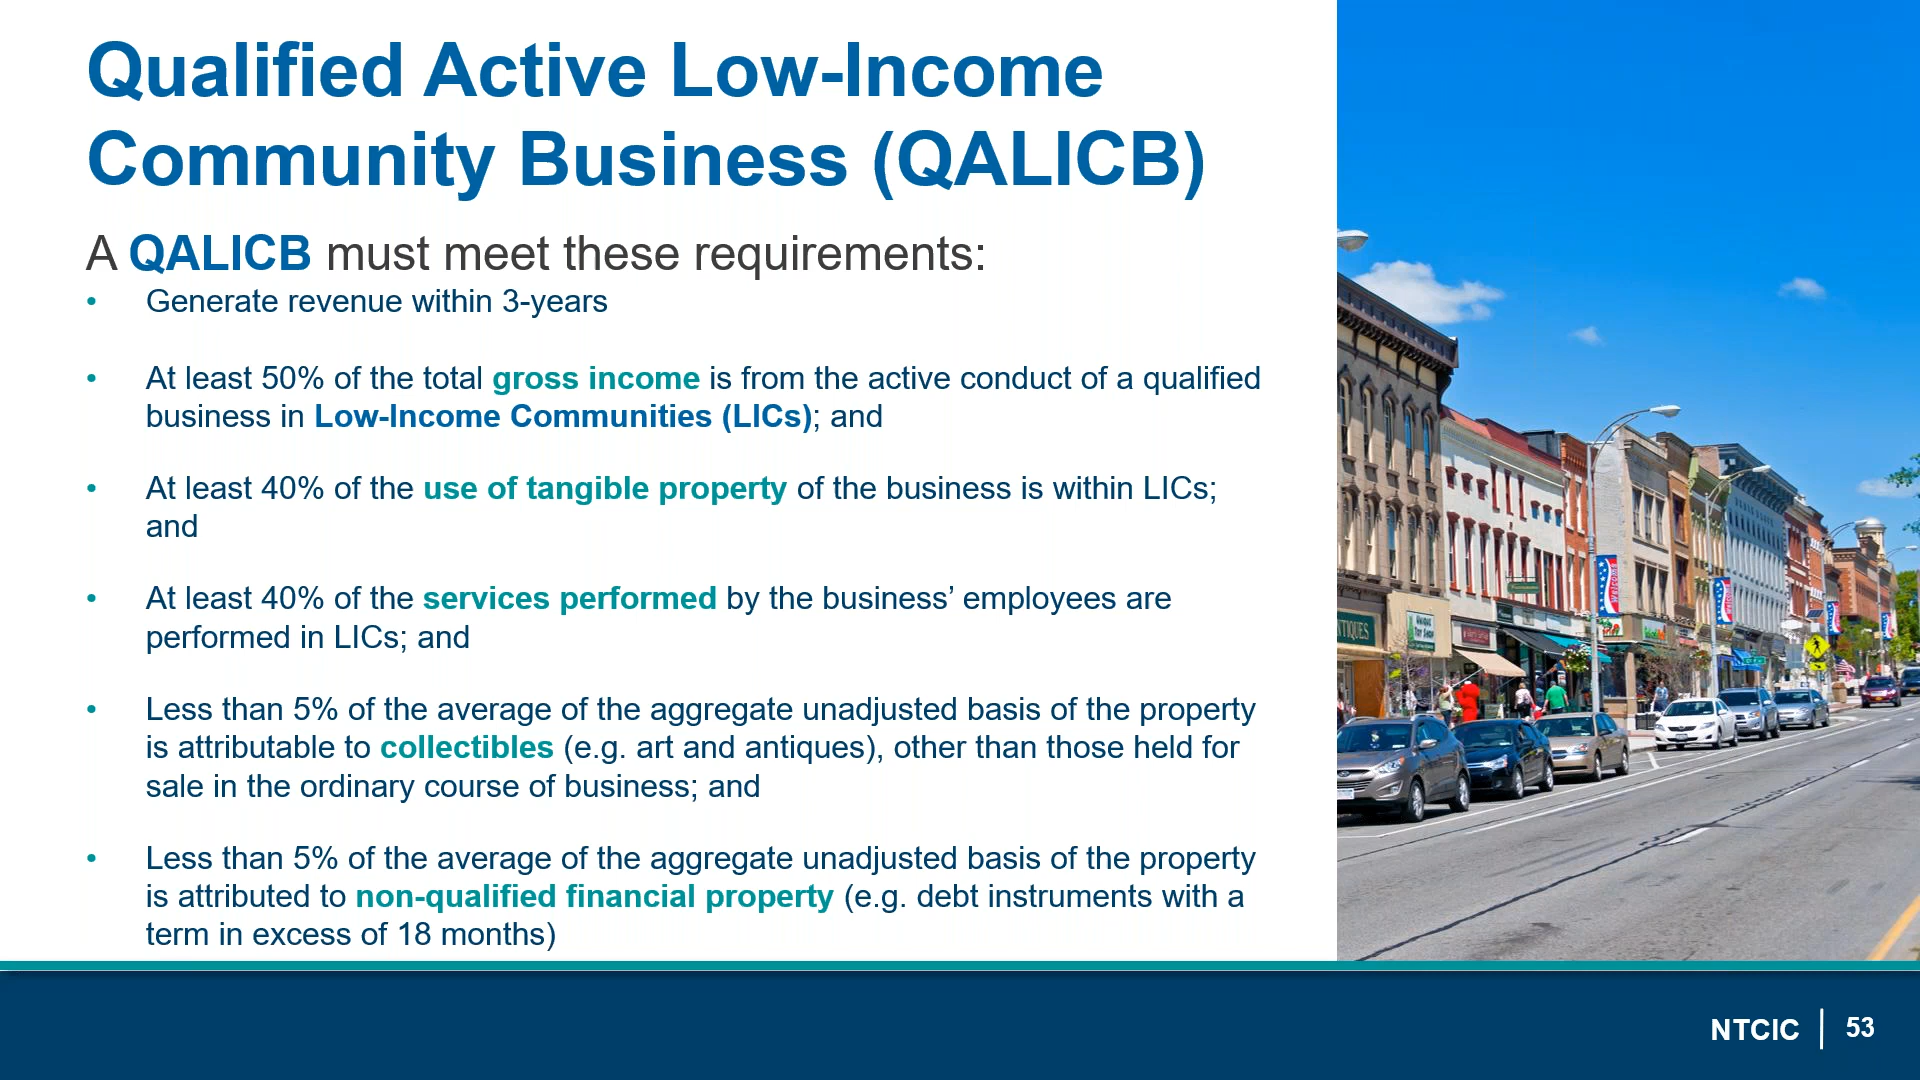 Qualified Active Low-Income
Community Business (QALICB)
A QALICB must meet these requirements:
• Generate revenue within 3-years
• At least 50% of the total gross income is from the active conduct of a qualified
business in Low-Income Communities (LICs); and
• At least 40% of the use of tangible property of the business is within LICs;
and
• At least 40% of the services performed by the business’ employees are
performed in LICs; and
• Less than 5% of the average of the aggregate unadjusted basis of the property
is attributable to collectibles (e.g. art and antiques), other than those held for
sale in the ordinary course of business; and
• Less than 5% of the average of the aggregate unadjusted basis of the property
is attributed to non-qualified financial property (e.g. debt instruments with a
term in excess of 18 months)
NTIQUES
UNIQUE
TOY SHOP
Welcome
NTCIC
53